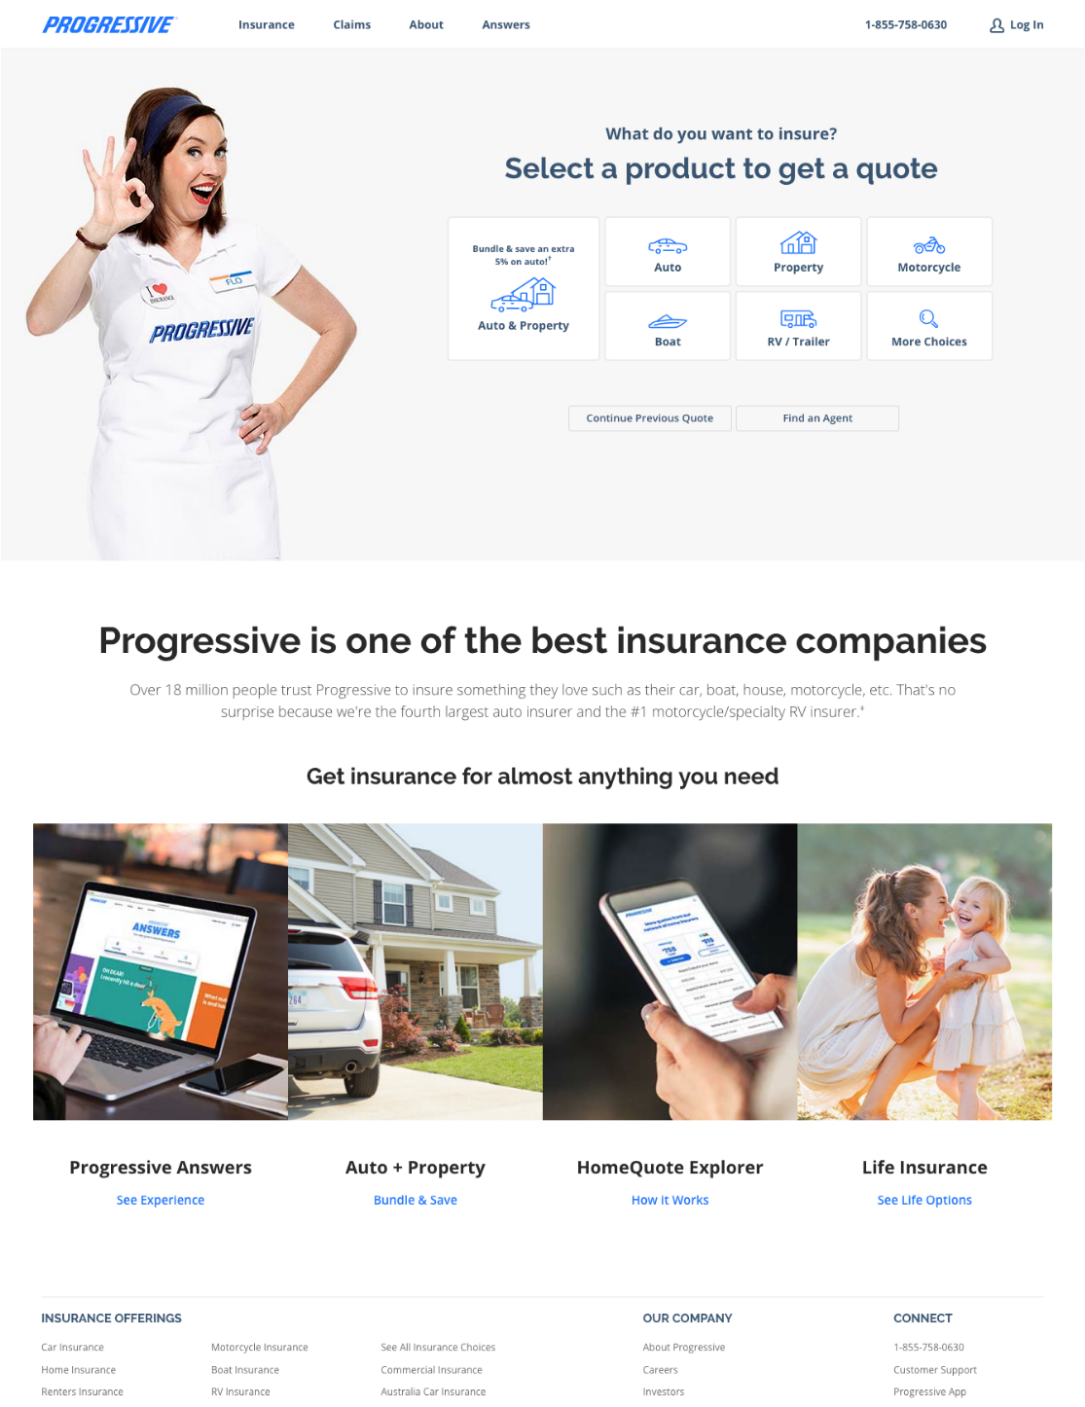 PROGRESSIVE
Insurance
Claims
About
Answers
1-855-758-0630
Log In
What do you want to insure?
Select a product to get a quote
Bundle & save an extra
5% on auto!†
Auto & Property
Auto
Property
Motorcycle
Boat
RV / Trailer
More Choices
Continue Previous Quote
Find an Agent
I
INSURANCE
FLO
PROGRESSIVE
Progressive is one of the best insurance companies
Over 18 million people trust Progressive to insure something they love such as their car, boat, house, motorcycle, etc. That's no
surprise because we're the fourth largest auto insurer and the #1 motorcycle/specialty RV insurer.‡
Get insurance for almost anything you need
ANSWERS
OH DEAR!
I recently hit a deer
264
Progressive Answers
See Experience
Auto + Property
Bundle & Save
HomeQuote Explorer
How it Works
Life Insurance
See Life Options
INSURANCE OFFERINGS
Car Insurance
Home Insurance
Renters Insurance
Motorcycle Insurance
Boat Insurance
RV Insurance
See All Insurance Choices
Commercial Insurance
Australia Car Insurance
OUR COMPANY
About Progressive
Careers
Investors
CONNECT
1-855-758-0630
Customer Support
Progressive App